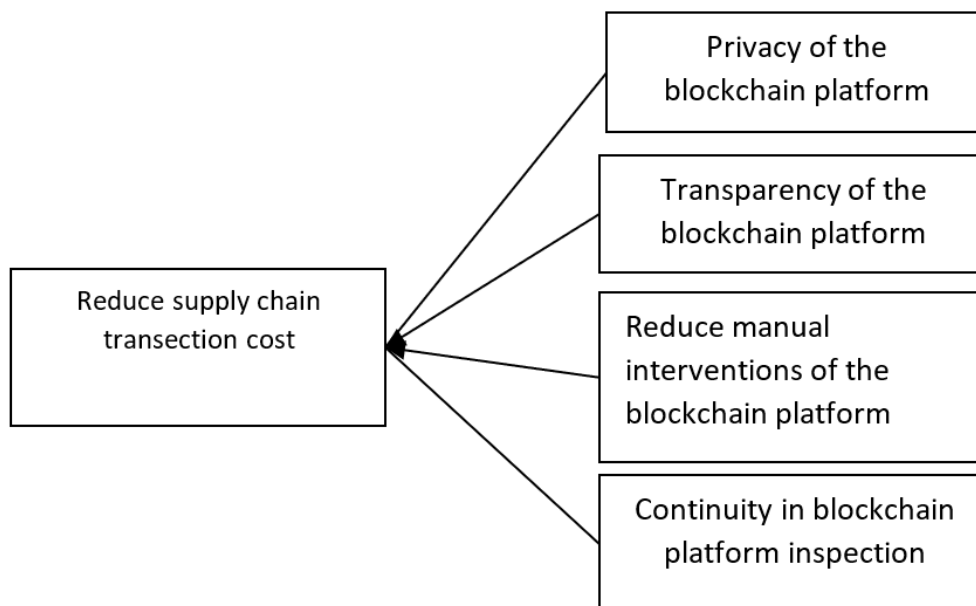 Privacy of the
blockchain platform
Transparency of the
blockchain platform
Reduce supply chain
transection cost
Reduce manual
interventions of the
blockchain platform
Continuity in blockchain
platform inspection